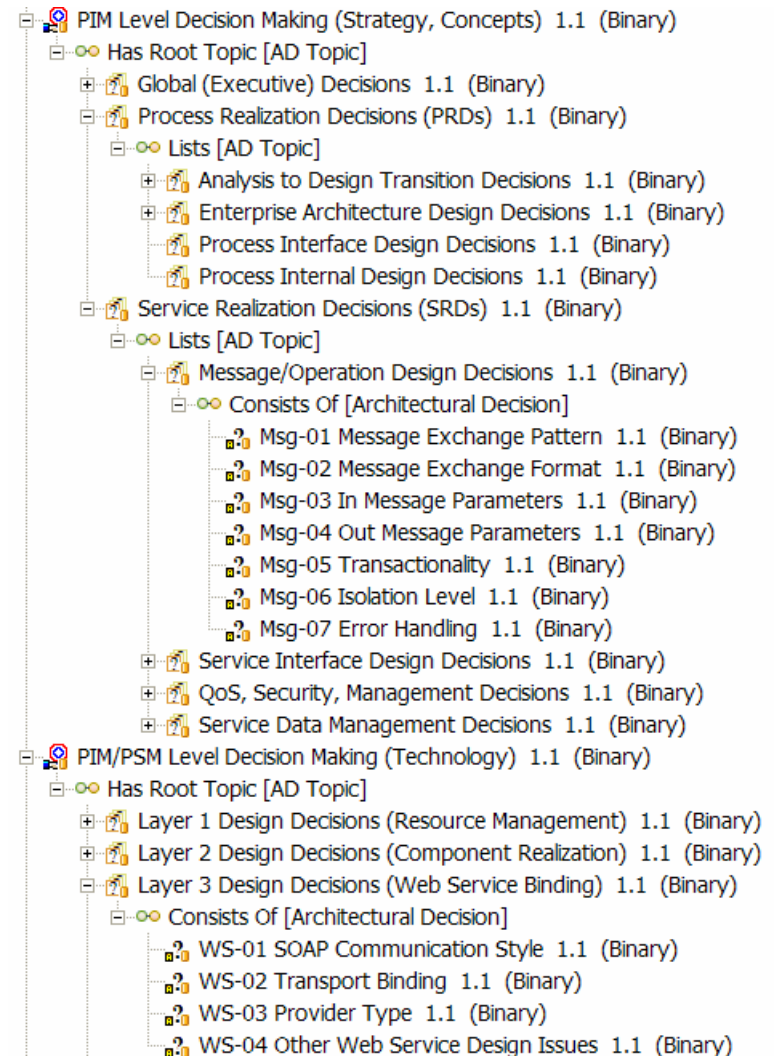 PIM Level Decision Making (Strategy, Concepts) 1.1 (Binary)
Has Root Topic [AD Topic]
Global (Executive) Decisions 1.1 (Binary)
Process Realization Decisions (PRDs) 1.1 (Binary)
Lists [AD Topic]
Analysis to Design Transition Decisions 1.1 (Binary)
Enterprise Architecture Design Decisions 1.1 (Binary)
Process Interface Design Decisions 1.1 (Binary)
Process Internal Design Decisions 1.1 (Binary)
Service Realization Decisions (SRDs) 1.1 (Binary)
Lists [AD Topic]
Message/Operation Design Decisions 1.1 (Binary)
Consists Of [Architectural Decision]
Msg-01 Message Exchange Pattern 1.1 (Binary)
Msg-02 Message Exchange Format 1.1 (Binary)
Msg-03 In Message Parameters 1.1 (Binary)
Msg-04 Out Message Parameters 1.1 (Binary)
Msg-05 Transactionality 1.1 (Binary)
Msg-06 Isolation Level 1.1 (Binary)
Msg-07 Error Handling 1.1 (Binary)
Service Interface Design Decisions 1.1 (Binary)
QoS, Security, Management Decisions 1.1 (Binary)
Service Data Management Decisions 1.1 (Binary)
PIM/PSM Level Decision Making (Technology) 1.1 (Binary)
Has Root Topic [AD Topic]
Layer 1 Design Decisions (Resource Management) 1.1 (Binary)
Layer 2 Design Decisions (Component Realization) 1.1 (Binary)
Layer 3 Design Decisions (Web Service Binding) 1.1 (Binary)
Consists Of [Architectural Decision]
WS-01 SOAP Communication Style 1.1 (Binary)
WS-02 Transport Binding 1.1 (Binary)
WS-03 Provider Type 1.1 (Binary)
WS-04 Other Web Service Design Issues 1.1 (Binary)